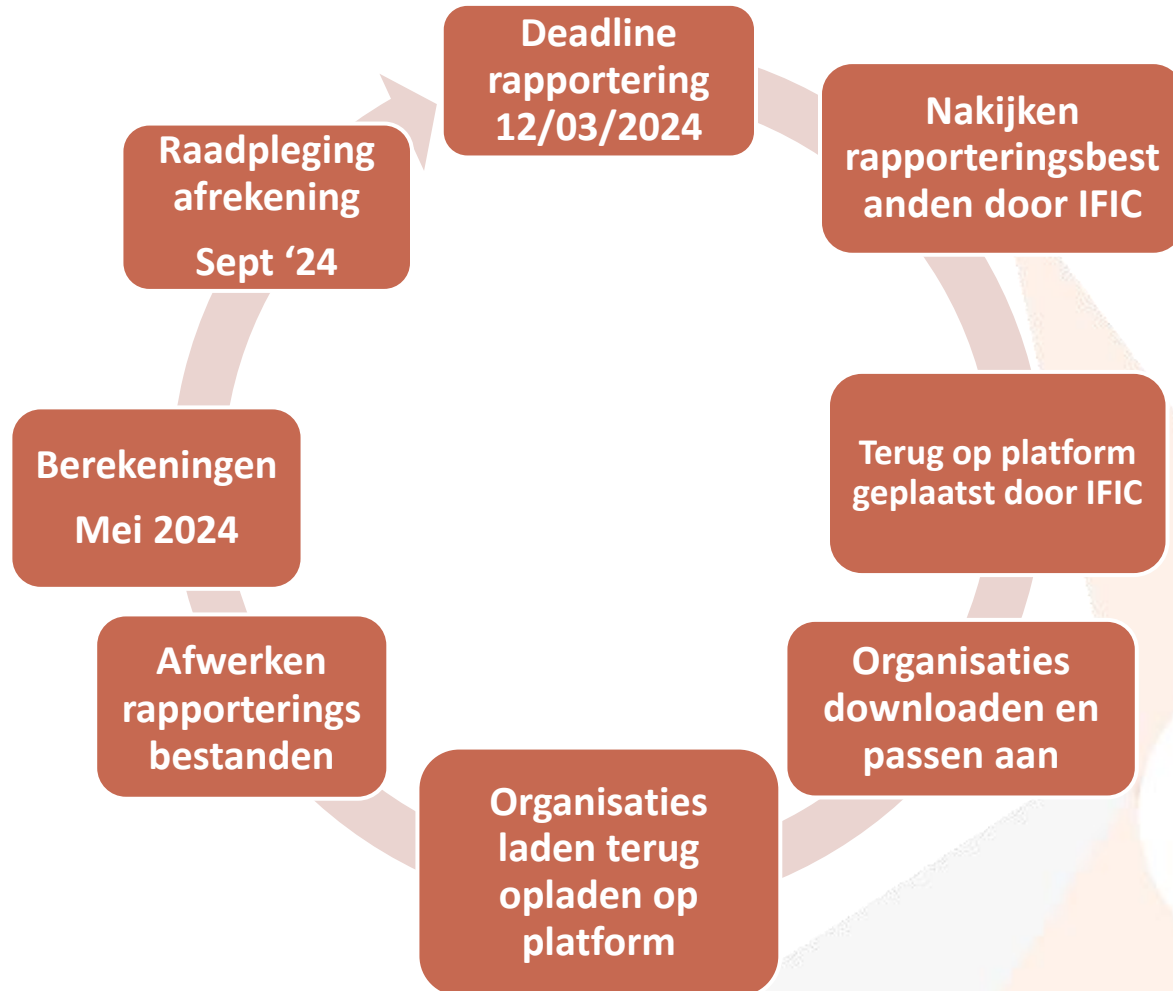 Deadline
rapportering
12/03/2024
Nakijken
rapporteringsbest
anden door IFIC
Terug op platform
geplaatst door IFIC
Organisaties
downloaden en
passen aan
Organisaties
laden terug
opladen op
platform
Afwerken
rapporterings
bestanden
Berekeningen
Mei 2024
Raadpleging
afrekening
Sept ‘24